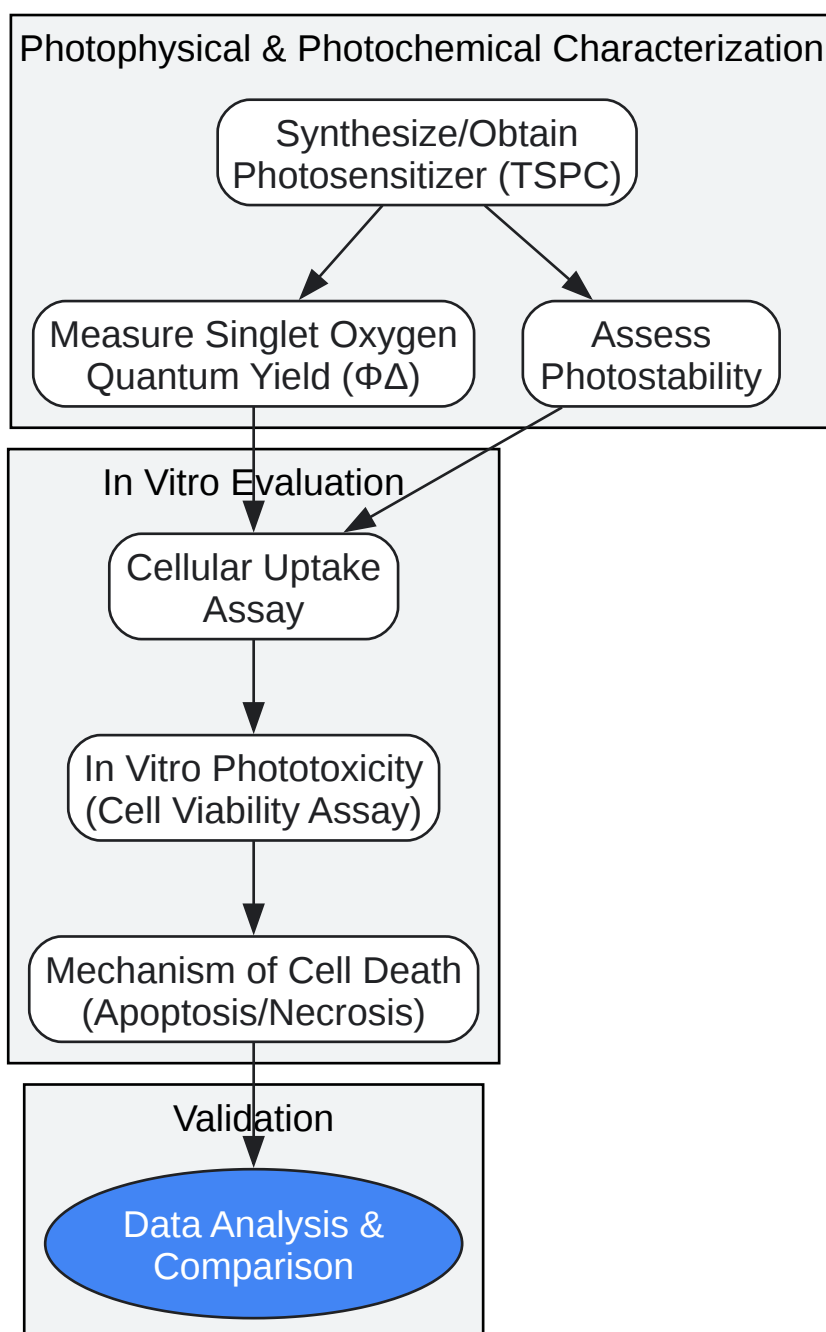 Photophysical & Photochemical Characterization
Synthesize/Obtain
Photosensitizer (TSPC)
Measure Singlet Oxygen
Quantum Yield (ΦΔ)
Assess
Photostability
In Vitro Evaluation
Cellular Uptake
Assay
In Vitro Phototoxicity
(Cell Viability Assay)
Mechanism of Cell Death
(Apoptosis/Necrosis)
Validation
Data Analysis &
Comparison